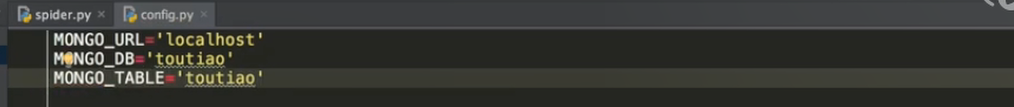 spider.py × config.py ×
MONGO_URL='localhost'
MONGO_DB='toutiao'
MONGO_TABLE='toutiao'